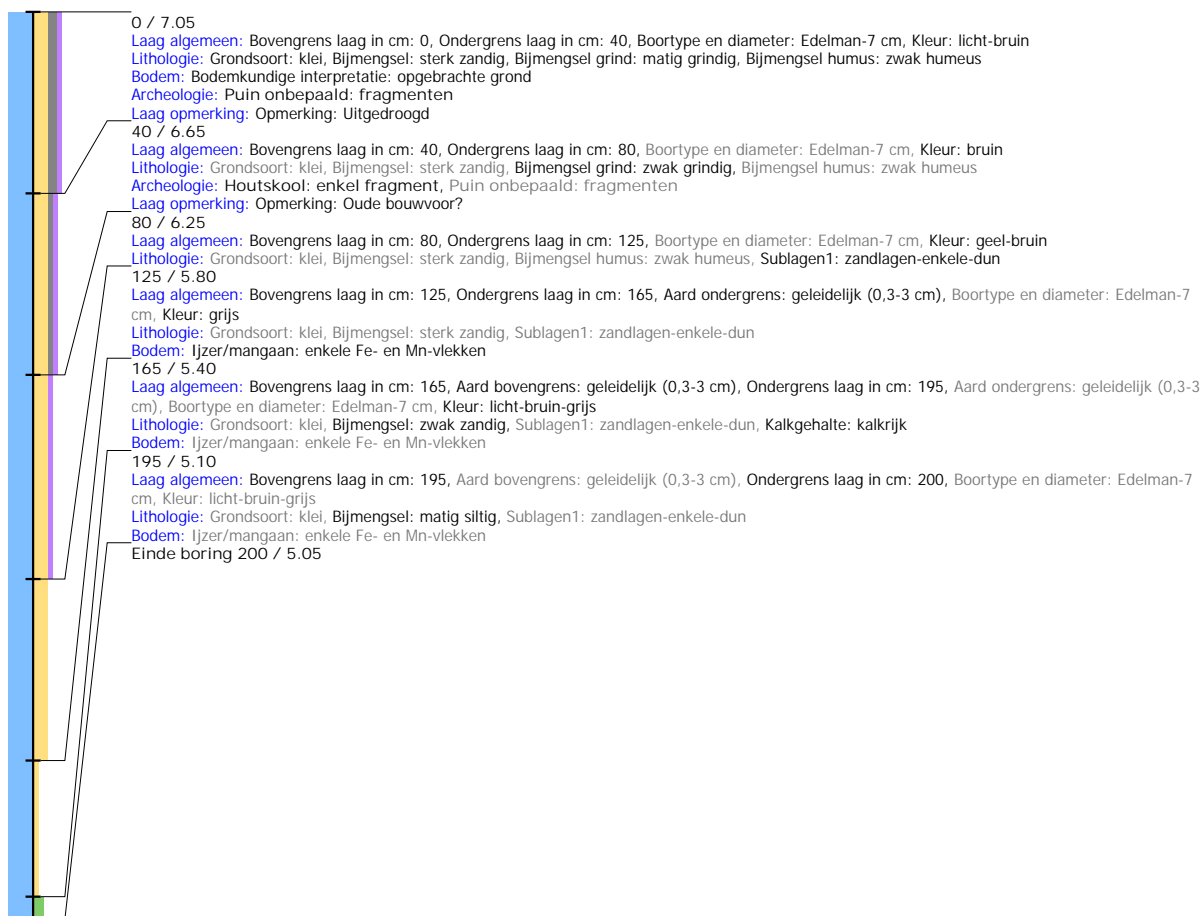 0 / 7.05
Laag algemeen: Bovengrens laag in cm: 0, Ondergrens laag in cm: 40, Boortype en diameter: Edelman-7 cm, Kleur: licht-bruin
Lithologie: Grondsoort: klei, Bijmengsel: sterk zandig, Bijmengsel grind: matig grindig, Bijmengsel humus: zwak humeus
Bodem: Bodemkundige interpretatie: opgebrachte grond
Archeologie: Puin onbepaald: fragmenten
Laag opmerking: Opmerking: Uitgedroogd
40 / 6.65
Laag algemeen: Bovengrens laag in cm: 40, Ondergrens laag in cm: 80, Boortype en diameter: Edelman-7 cm, Kleur: bruin
Lithologie: Grondsoort: klei, Bijmengsel: sterk zandig, Bijmengsel grind: zwak grindig, Bijmengsel humus: zwak humeus
Archeologie: Houtskool: enkel fragment, Puin onbepaald: fragmenten
Laag opmerking: Opmerking: Oude bouwvoor?
80 / 6.25
Laag algemeen: Bovengrens laag in cm: 80, Ondergrens laag in cm: 125, Boortype en diameter: Edelman-7 cm, Kleur: geel-bruin
Lithologie: Grondsoort: klei, Bijmengsel: sterk zandig, Bijmengsel humus: zwak humeus, Sublagen1: zandlagen-enkele-dun
125 / 5.80
Laag algemeen: Bovengrens laag in cm: 125, Ondergrens laag in cm: 165, Aard ondergrens: geleidelijk (0,3-3 cm), Boortype en diameter: Edelman-7
cm, Kleur: grijs
Lithologie: Grondsoort: klei, Bijmengsel: sterk zandig, Sublagen1: zandlagen-enkele-dun
Bodem: Ijzer/mangaan: enkele Fe- en Mn-vlekken
165 / 5.40
Laag algemeen: Bovengrens laag in cm: 165, Aard bovengrens: geleidelijk (0,3-3 cm), Ondergrens laag in cm: 195, Aard ondergrens: geleidelijk (0,3-3
cm), Boortype en diameter: Edelman-7 cm, Kleur: licht-bruin-grijs
Lithologie: Grondsoort: klei, Bijmengsel: zwak zandig, Sublagen1: zandlagen-enkele-dun, Kalkgehalte: kalkrijk
Bodem: Ijzer/mangaan: enkele Fe- en Mn-vlekken
195 / 5.10
Laag algemeen: Bovengrens laag in cm: 195, Aard bovengrens: geleidelijk (0,3-3 cm), Ondergrens laag in cm: 200, Boortype en diameter: Edelman-7
cm, Kleur: licht-bruin-grijs
Lithologie: Grondsoort: klei, Bijmengsel: matig siltig, Sublagen1: zandlagen-enkele-dun
Bodem: Ijzer/mangaan: enkele Fe- en Mn-vlekken
Einde boring 200 / 5.05